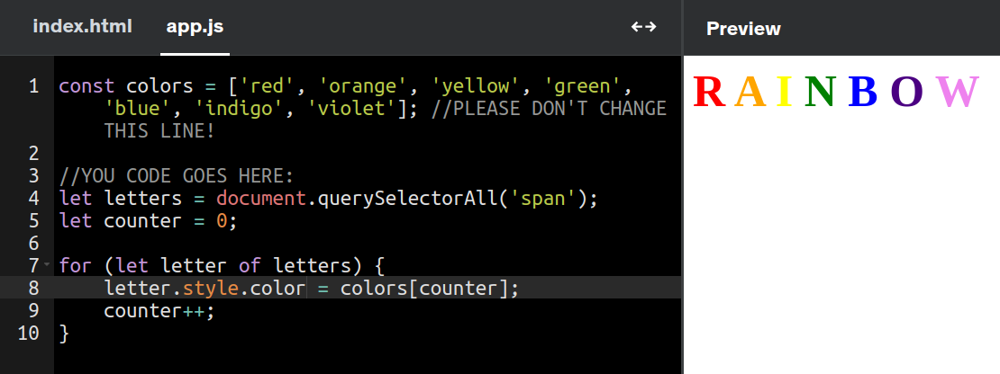 index.html app.js Preview
1 const colors = ['red', 'orange', 'yellow', 'green',
'blue', 'indigo', 'violet']; //PLEASE DON'T CHANGE
THIS LINE!
2
3 //YOU CODE GOES HERE:
4 let letters = document.querySelectorAll('span');
5 let counter = 0;
6
7 for (let letter of letters) {
8 letter.style.color = colors[counter];
9 counter++;
10 }
R A I N B O W